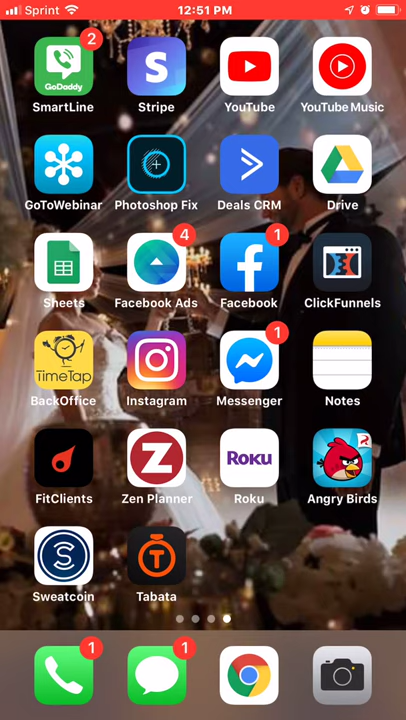 Sprint 12:51 PM
2
GoDaddy
S
SmartLine Stripe YouTube YouTube Music
GoToWebinar Photoshop Fix Deals CRM Drive
4 1
Sheets Facebook Ads Facebook ClickFunnels
1
TimeTap
BackOffice Instagram Messenger Notes
Z Roku R
FitClients Zen Planner Roku Angry Birds
S T
Sweatcoin Tabata
1 1